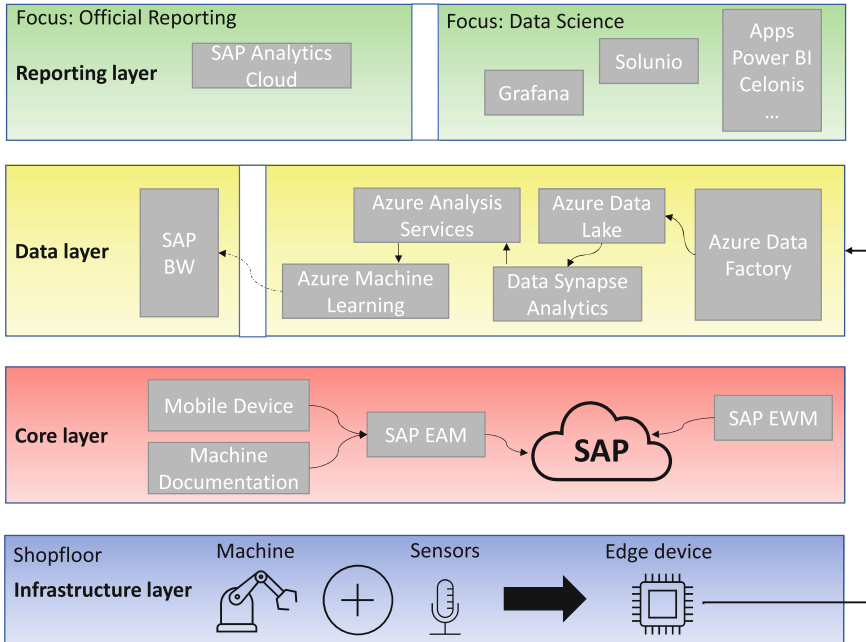 Focus: Official Reporting
SAP Analytics
Cloud
Reporting layer
Focus: Data Science
Solunio
Grafana
Apps
Power BI
Celonis
...
Data layer
SAP
BW
Azure Analysis
Services
Azure Machine
Learning
Azure Data
Lake
Data Synapse
Analytics
Azure Data
Factory
Core layer
Mobile Device
Machine
Documentation
SAP EAM
SAP
SAP EWM
Shopfloor
Infrastructure layer
Machine
Sensors
Edge device